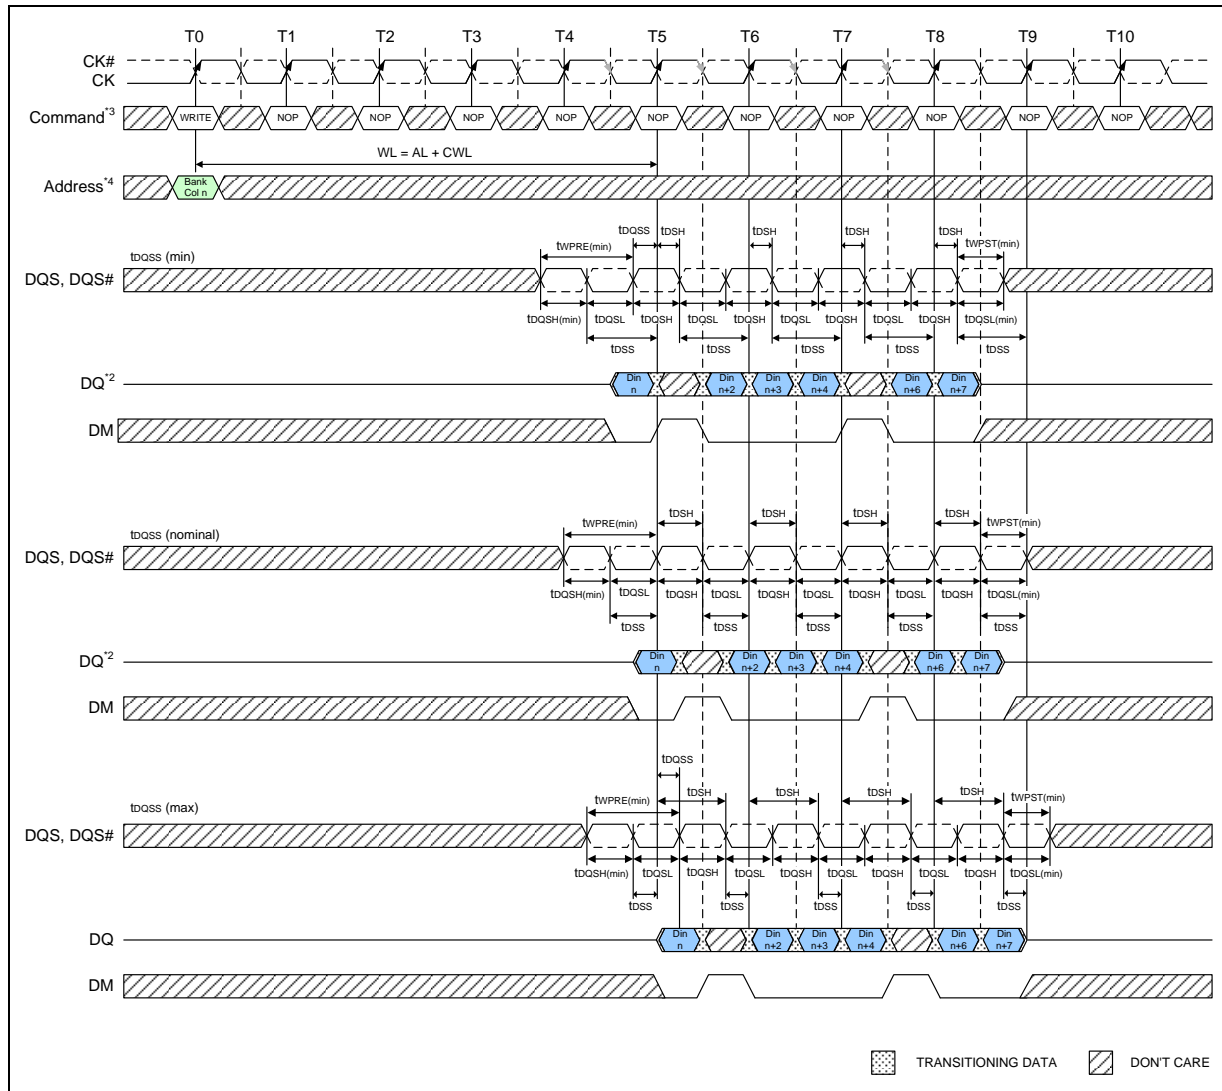 T0 T1 T2 T3 T4 T5 T6 T7 T8 T9 T10
CK#
CK
Command*3 WRITE NOP NOP NOP NOP NOP NOP NOP NOP NOP NOP
WL = AL + CWL
Address*4 Bank Col n
tDQSS tDSH tDSH tDSH tDSH
tDQSS (min) tWPRE(min) tWPST(min)
DQS, DQS#
tDQSH(min) tDQSL tDQSH tDQSL tDQSH tDQSL tDQSH tDQSL tDQSH tDQSL(min)
tDSS tDSS tDSS tDSS tDSS
DQ*2 Din n Din n+2 Din n+3 Din n+4 Din n+6 Din n+7
DM
tDSH tDSH tDSH tDSH
tDQSS (nominal) tWPRE(min) tWPST(min)
DQS, DQS#
tDQSH(min) tDQSL tDQSH tDQSL tDQSH tDQSL tDQSH tDQSL tDQSH tDQSL(min)
tDSS tDSS tDSS tDSS tDSS
DQ*2 Din n Din n+2 Din n+3 Din n+4 Din n+6 Din n+7
DM
tDQSS
tDSH tDSH tDSH tDSH
tDQSS (max) tWPRE(min) tWPST(min)
DQS, DQS#
tDQSH(min) tDQSL tDQSH tDQSL tDQSH tDQSL tDQSH tDQSL tDQSH tDQSL(min)
tDSS tDSS tDSS tDSS tDSS
DQ Din n Din n+2 Din n+3 Din n+4 Din n+6 Din n+7
DM
TRANSITIONING DATA DON'T CARE